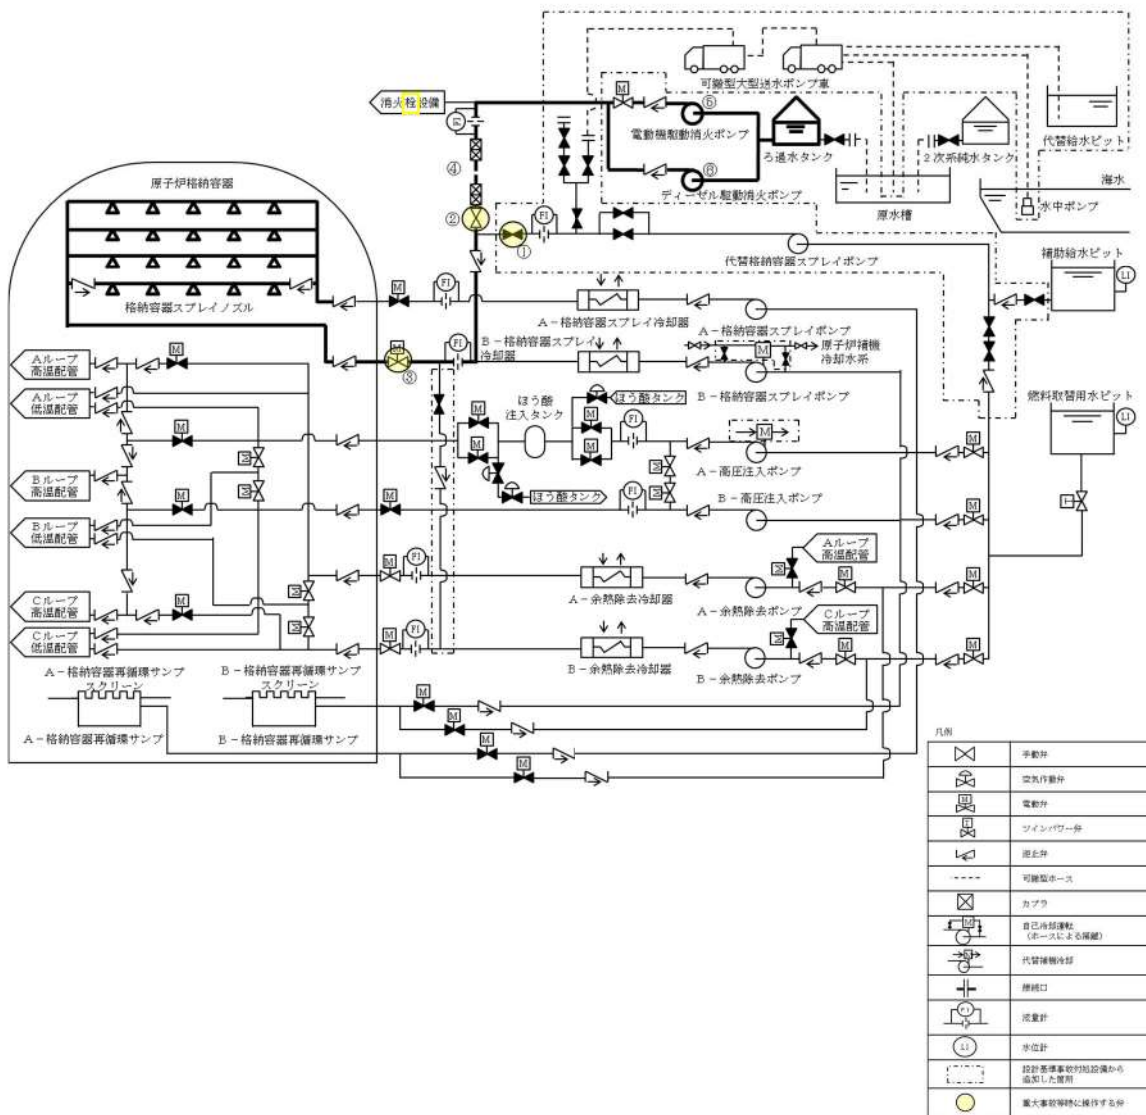 可搬型大型送水ポンプ車
消火栓設備
FI
M
⑤
電動機駆動消火ポンプ
ろ過水タンク
2次系純水タンク
代替給水ピット
④
⑥
ディーゼル駆動消火ポンプ
原水槽
海水
水中ポンプ
原子炉格納容器
②
①
FI
代替格納容器スプレイポンプ
補助給水ピット
LI
格納容器スプレイノズル
M
FI
A-格納容器スプレイ冷却器
A-格納容器スプレイポンプ
B-格納容器スプレイ
冷却器
原子炉補機
冷却水系
M
FI
M
③
B-格納容器スプレイポンプ
Aループ
高温配管
M
Aループ
低温配管
ほう酸
注入タンク
ほう酸タンク
燃料取替用水ピット
LI
M
M
M
FI
M
M
M
M
M
A-高圧注入ポンプ
Bループ
高温配管
M
M
M
ほう酸タンク
FI
M
B-高圧注入ポンプ
M
T
Bループ
低温配管
Aループ
高温配管
M
FI
M
M
M
Cループ
高温配管
M
M
A-余熱除去冷却器
A-余熱除去ポンプ
Cループ
高温配管
Cループ
低温配管
M
M
FI
M
M
M
B-余熱除去冷却器
B-余熱除去ポンプ
A-格納容器再循環サンプ
スクリーン
B-格納容器再循環サンプ
スクリーン
M
M
A-格納容器再循環サンプ
B-格納容器再循環サンプ
M
M
凡例
手動弁
空気作動弁
M
電動弁
T
ツインパワー弁
逆止弁
可搬型ホース
カプラ
M
自己冷却運転
(ホースによる隔離)
M
代替補機冷却
接続口
FI
流量計
LI
水位計
設計基準事故対処設備から
追加した箇所
重大事故等時に操作する弁